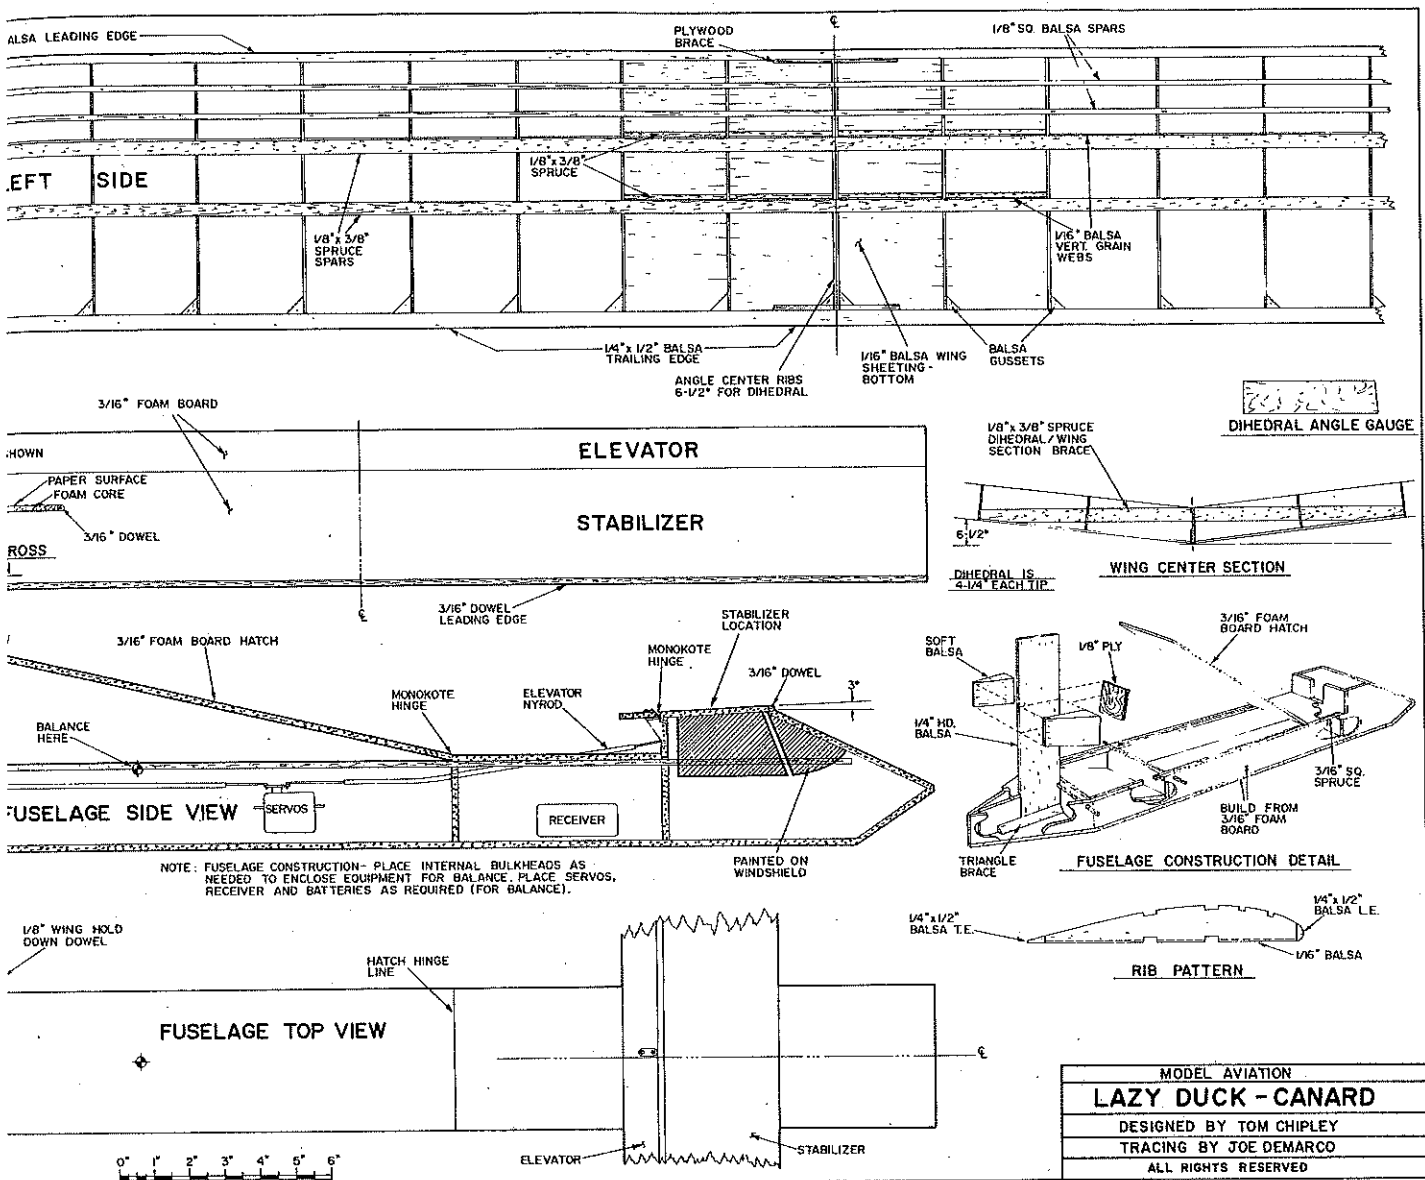 ALSA LEADING EDGE
PLYWOOD
BRACE
℄
1/8" SQ. BALSA SPARS
LEFT SIDE
1/8" x 3/8"
SPRUCE
1/8" x 3/8"
SPRUCE
SPARS
1/16" BALSA
VERT. GRAIN
WEBS
1/4" x 1/2" BALSA
TRAILING EDGE
ANGLE CENTER RIBS
6-1/2° FOR DIHEDRAL
1/16" BALSA WING
SHEETING-
BOTTOM
BALSA
GUSSETS
DIHEDRAL ANGLE GAUGE
3/16" FOAM BOARD
HOWN
PAPER SURFACE
FOAM CORE
3/16" DOWEL
ROSS
ELEVATOR
STABILIZER
℄
3/16" DOWEL
LEADING EDGE
1/8" x 3/8" SPRUCE
DIHEDRAL/WING
SECTION BRACE
6-1/2°
DIHEDRAL IS
4-1/4" EACH TIP
WING CENTER SECTION
3/16" FOAM BOARD HATCH
BALANCE
HERE
MONOKOTE
HINGE
ELEVATOR
NYROD
MONOKOTE
HINGE
STABILIZER
LOCATION
3/16" DOWEL
3°
FUSELAGE SIDE VIEW
SERVOS
RECEIVER
PAINTED ON
WINDSHIELD
NOTE: FUSELAGE CONSTRUCTION- PLACE INTERNAL BULKHEADS AS
NEEDED TO ENCLOSE EQUIPMENT FOR BALANCE. PLACE SERVOS,
RECEIVER AND BATTERIES AS REQUIRED (FOR BALANCE).
SOFT
BALSA
1/8" PLY
3/16" FOAM
BOARD HATCH
1/4" HD.
BALSA
3/16" SQ.
SPRUCE
BUILD FROM
3/16" FOAM
BOARD
TRIANGLE
BRACE
FUSELAGE CONSTRUCTION DETAIL
1/4" x 1/2"
BALSA T.E.
1/4" x 1/2"
BALSA L.E.
1/16" BALSA
RIB PATTERN
1/8" WING HOLD
DOWN DOWEL
HATCH HINGE
LINE
FUSELAGE TOP VIEW
℄
ELEVATOR
STABILIZER
0" 1" 2" 3" 4" 5" 6"
MODEL AVIATION
LAZY DUCK - CANARD
DESIGNED BY TOM CHIPLEY
TRACING BY JOE DEMARCO
ALL RIGHTS RESERVED